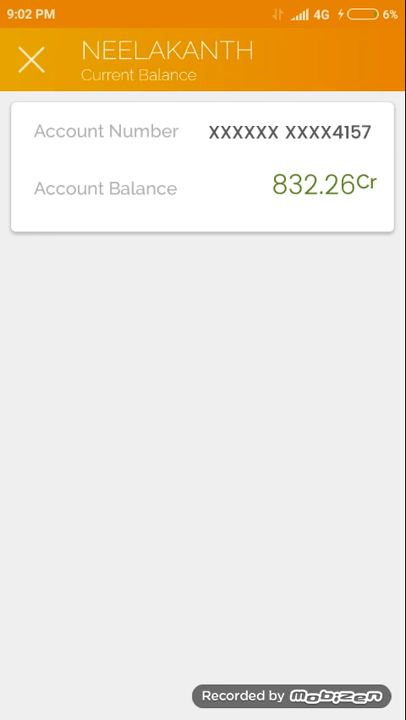 9:02 PM 4G 6%
NEELAKANTH
Current Balance
Account Number XXXXXX XXXX4157
Account Balance 832.26Cr
Recorded by MOBIZEN